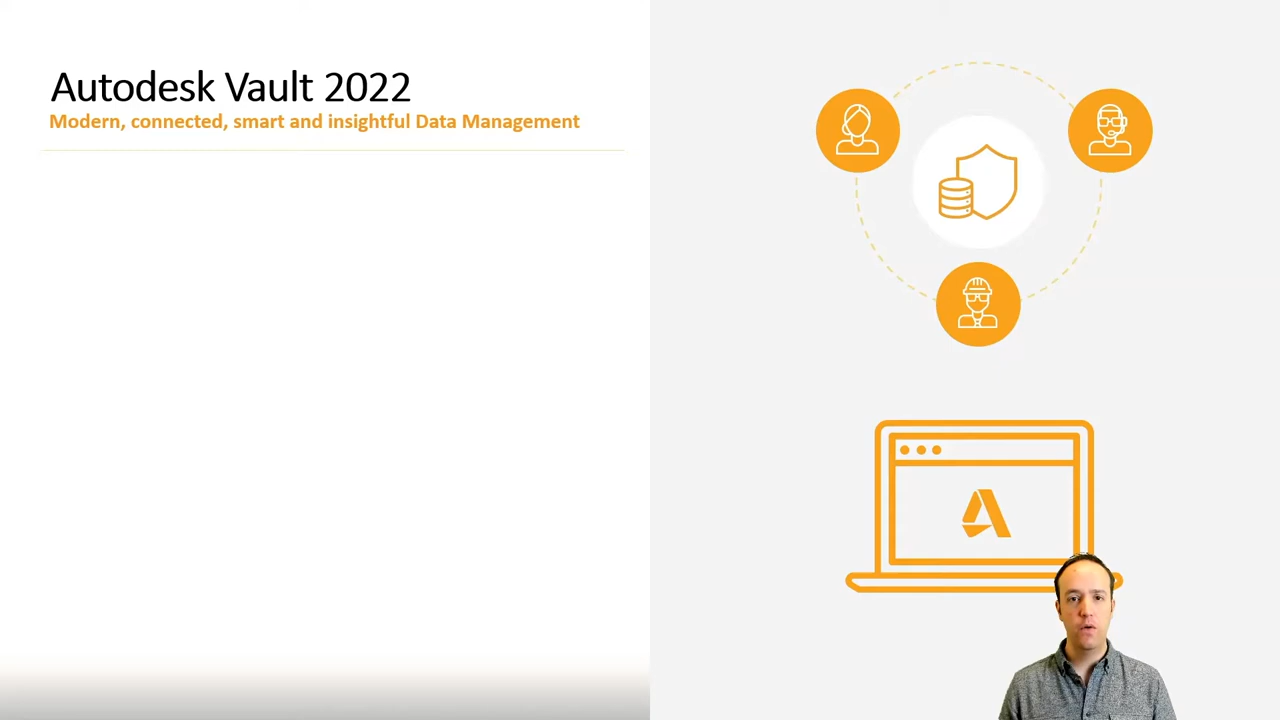 Autodesk Vault 2022
Modern, connected, smart and insightful Data Management